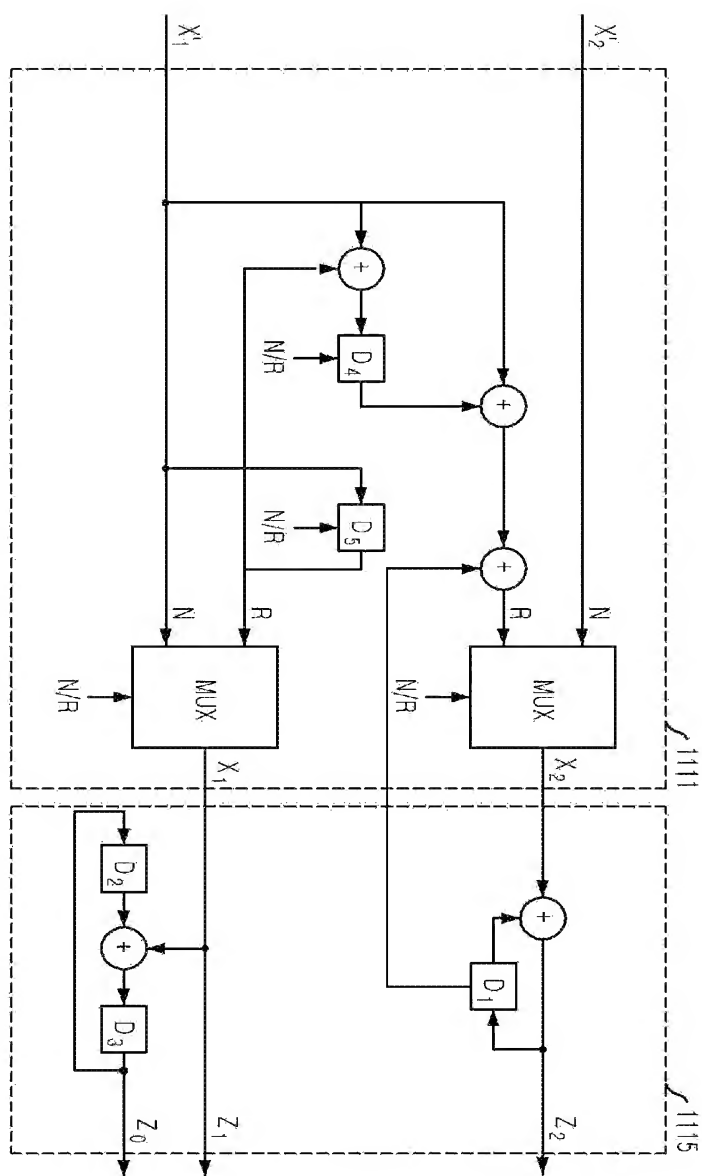 1111
1115
X'₂
N
MUX
X₂
+
Z₂
+
+
R
N/R
D₁
+
D₄
D₅
N/R
N/R
R
X'₁
N
MUX
X₁
Z₁
N/R
D₂
+
D₃
Z₀